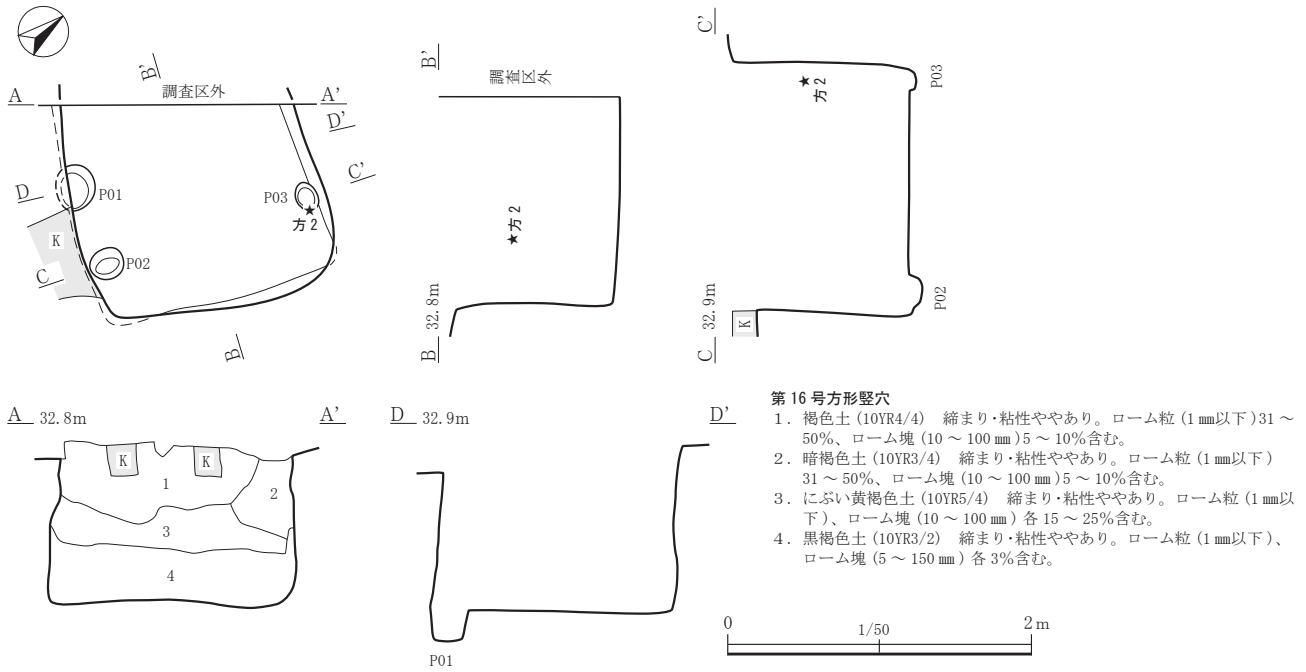 A
B'
調査区外
A'
D'
C'
D
P01
P03
★
方2
K
C
P02
B
B'
調査区外
★方2
B 32.8m
C'
★
方2
P03
P02
K
C 32.9m
A 32.8m
A'
K
K
1
2
3
4
D 32.9m
D'
P01
第16号方形竪穴
1. 褐色土(10YR4/4) 締まり・粘性ややあり。ローム粒(1㎜以下)31～
50%、ローム塊(10～100㎜)5～10%含む。
2. 暗褐色土(10YR3/4) 締まり・粘性ややあり。ローム粒(1㎜以下)
31～50%、ローム塊(10～100㎜)5～10%含む。
3. にぶい黄褐色土(10YR5/4) 締まり・粘性ややあり。ローム粒(1㎜以
下)、ローム塊(10～100㎜)各15～25%含む。
4. 黒褐色土(10YR3/2) 締まり・粘性ややあり。ローム粒(1㎜以下)、
ローム塊(5～150㎜)各3%含む。
0 1/50 2m